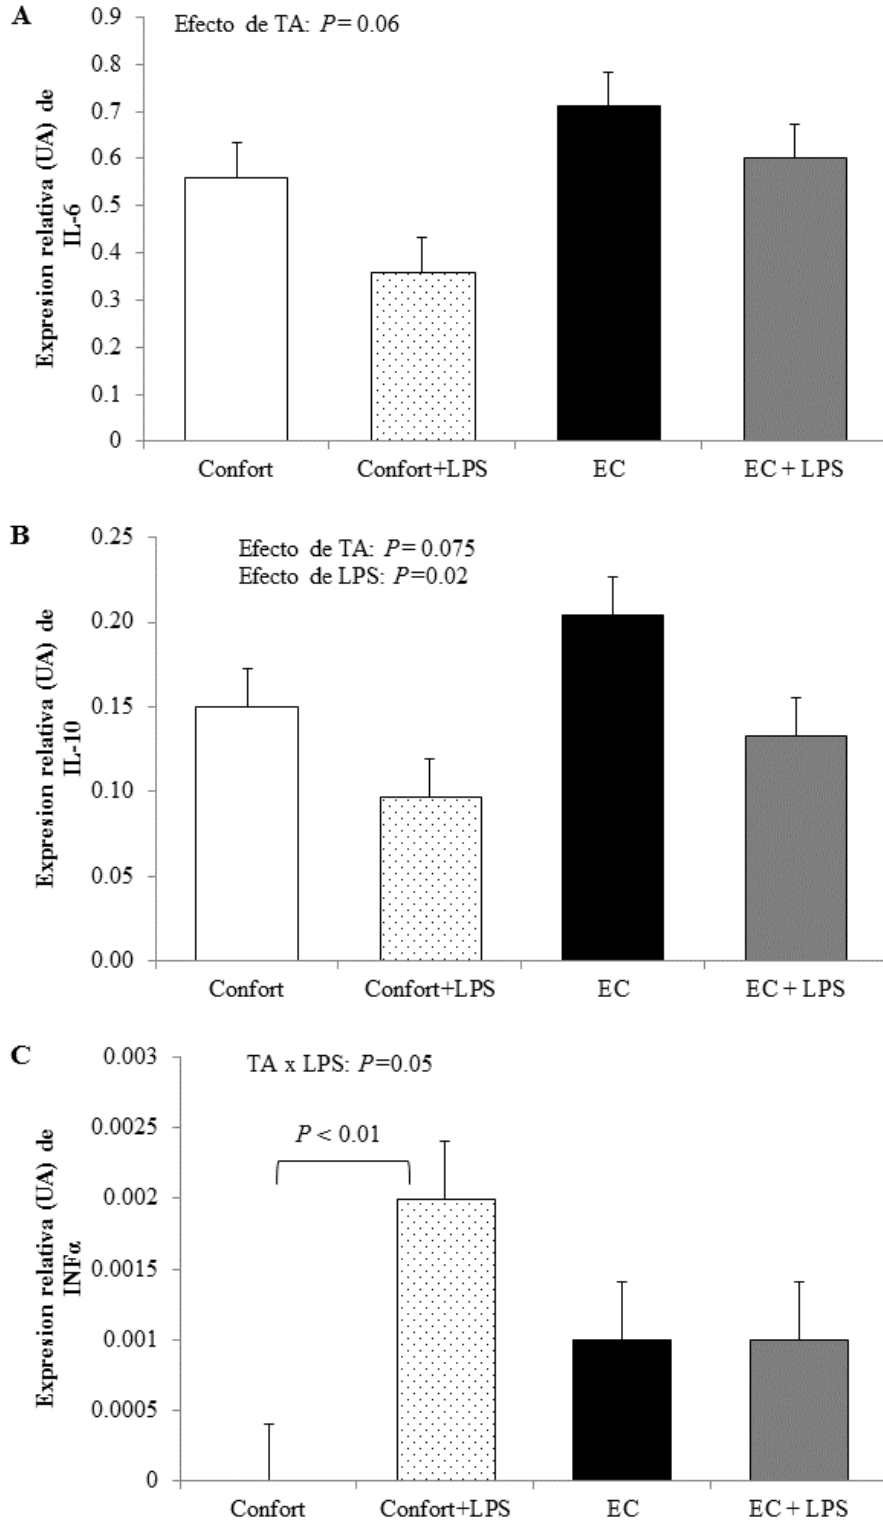 A
Efecto de TA: P= 0.06
Expresion relativa (UA) de
IL-6
0.9
0.8
0.7
0.6
0.5
0.4
0.3
0.2
0.1
0
Confort
Confort+LPS
EC
EC + LPS
B
Efecto de TA: P= 0.075
Efecto de LPS: P=0.02
Expresion relativa (UA) de
IL-10
0.25
0.20
0.15
0.10
0.05
0.00
Confort
Confort+LPS
EC
EC + LPS
C
TA x LPS: P=0.05
P < 0.01
Expresion relativa (UA) de
INFα
0.003
0.0025
0.002
0.0015
0.001
0.0005
0
Confort
Confort+LPS
EC
EC + LPS